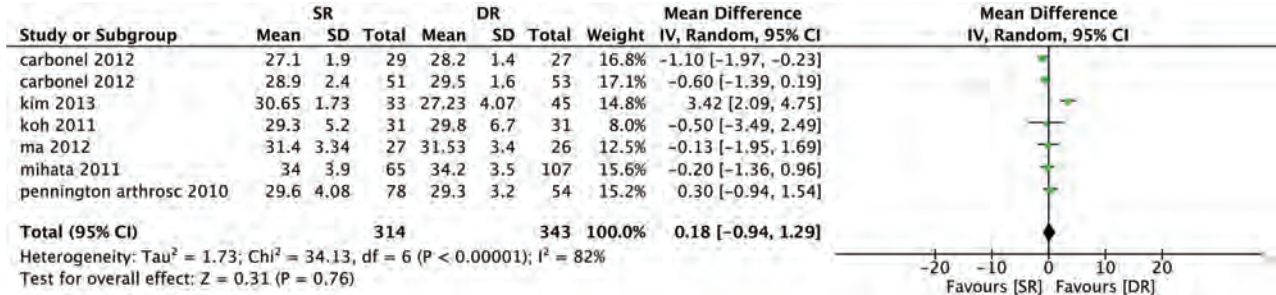 SR DR Mean Difference Mean Difference
Study or Subgroup Mean SD Total Mean SD Total Weight IV, Random, 95% CI IV, Random, 95% CI
carbonel 2012 27.1 1.9 29 28.2 1.4 27 16.8% -1.10 [-1.97, -0.23]
carbonel 2012 28.9 2.4 51 29.5 1.6 53 17.1% -0.60 [-1.39, 0.19]
kim 2013 30.65 1.73 33 27.23 4.07 45 14.8% 3.42 [2.09, 4.75]
koh 2011 29.3 5.2 31 29.8 6.7 31 8.0% -0.50 [-3.49, 2.49]
ma 2012 31.4 3.34 27 31.53 3.4 26 12.5% -0.13 [-1.95, 1.69]
mihata 2011 34 3.9 65 34.2 3.5 107 15.6% -0.20 [-1.36, 0.96]
pennington arthrosc 2010 29.6 4.08 78 29.3 3.2 54 15.2% 0.30 [-0.94, 1.54]
Total (95% CI) 314 343 100.0% 0.18 [-0.94, 1.29]
Heterogeneity: Tau² = 1.73; Chi² = 34.13, df = 6 (P < 0.00001); I² = 82%
Test for overall effect: Z = 0.31 (P = 0.76)
-20 -10 0 10 20
Favours [SR] Favours [DR]